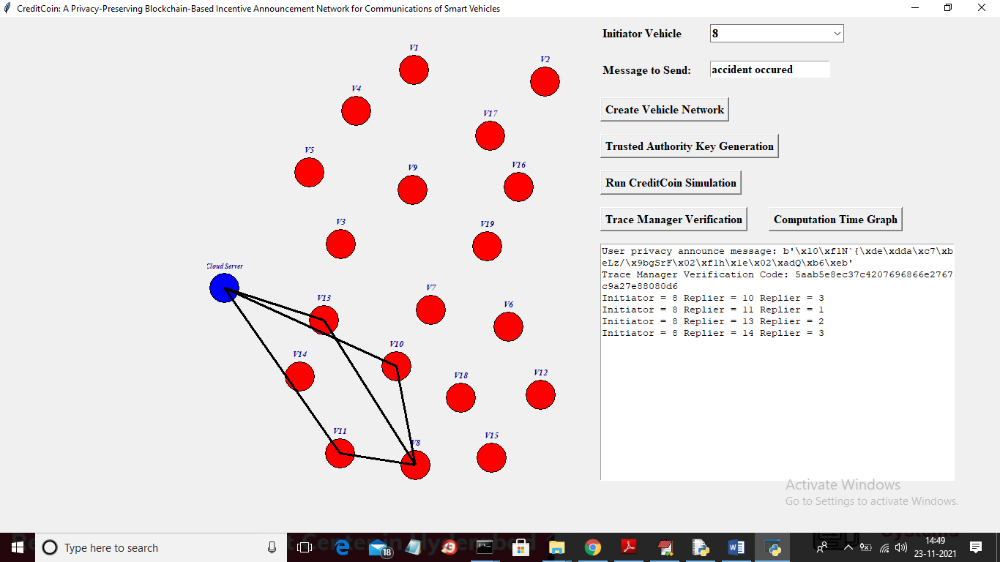 CreditCoin: A Privacy-Preserving Blockchain-Based Incentive Announcement Network for Communications of Smart Vehicles
Initiator Vehicle
8
Message to Send:
accident occured
Create Vehicle Network
Trusted Authority Key Generation
Run CreditCoin Simulation
Trace Manager Verification
Computation Time Graph
V1
V2
V4
V17
V5
V9
V16
V3
V19
Cloud Server
V13
V7
V6
V14
V10
V18
V12
V11
V8
V15
User privacy announce message: b'\x10\xf1N`{\xde\xdda\xc7\xb
eLz/\x9bgSrF\x02\xf1h\x1e\x02\xadQ\xb6\xeb'
Trace Manager Verification Code: 5aab5e8ec37c4207696866e2767
c9a27e88080d6
Initiator = 8 Replier = 10 Replier = 3
Initiator = 8 Replier = 11 Replier = 1
Initiator = 8 Replier = 13 Replier = 2
Initiator = 8 Replier = 14 Replier = 3
Activate Windows
Go to Settings to activate Windows.
Type here to search
18
14:49
23-11-2021